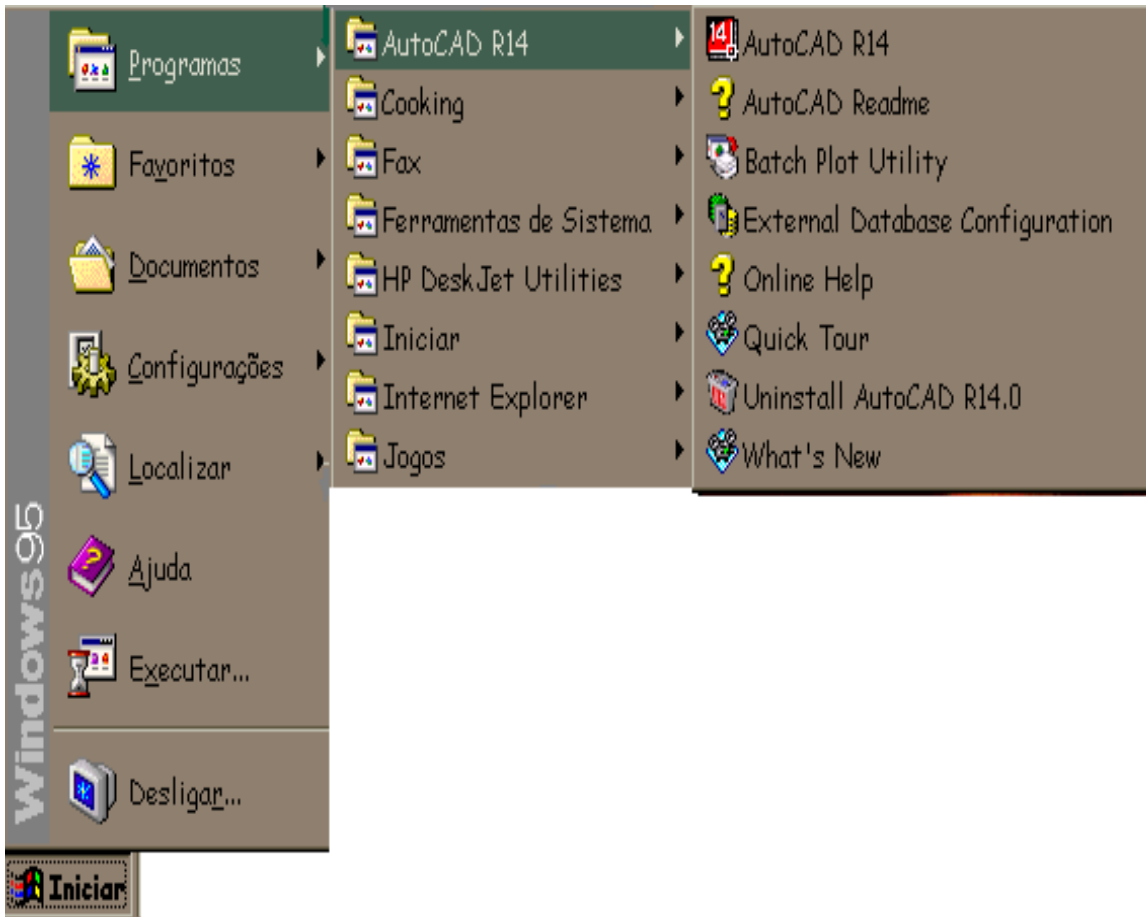 Programas
Favoritos
Documentos
Configurações
Localizar
Ajuda
Executar...
Desligar...
Windows95
Iniciar
AutoCAD R14
Cooking
Fax
Ferramentas de Sistema
HP DeskJet Utilities
Iniciar
Internet Explorer
Jogos
14
AutoCAD R14
AutoCAD Readme
Batch Plot Utility
External Database Configuration
Online Help
Quick Tour
Uninstall AutoCAD R14.0
What's New